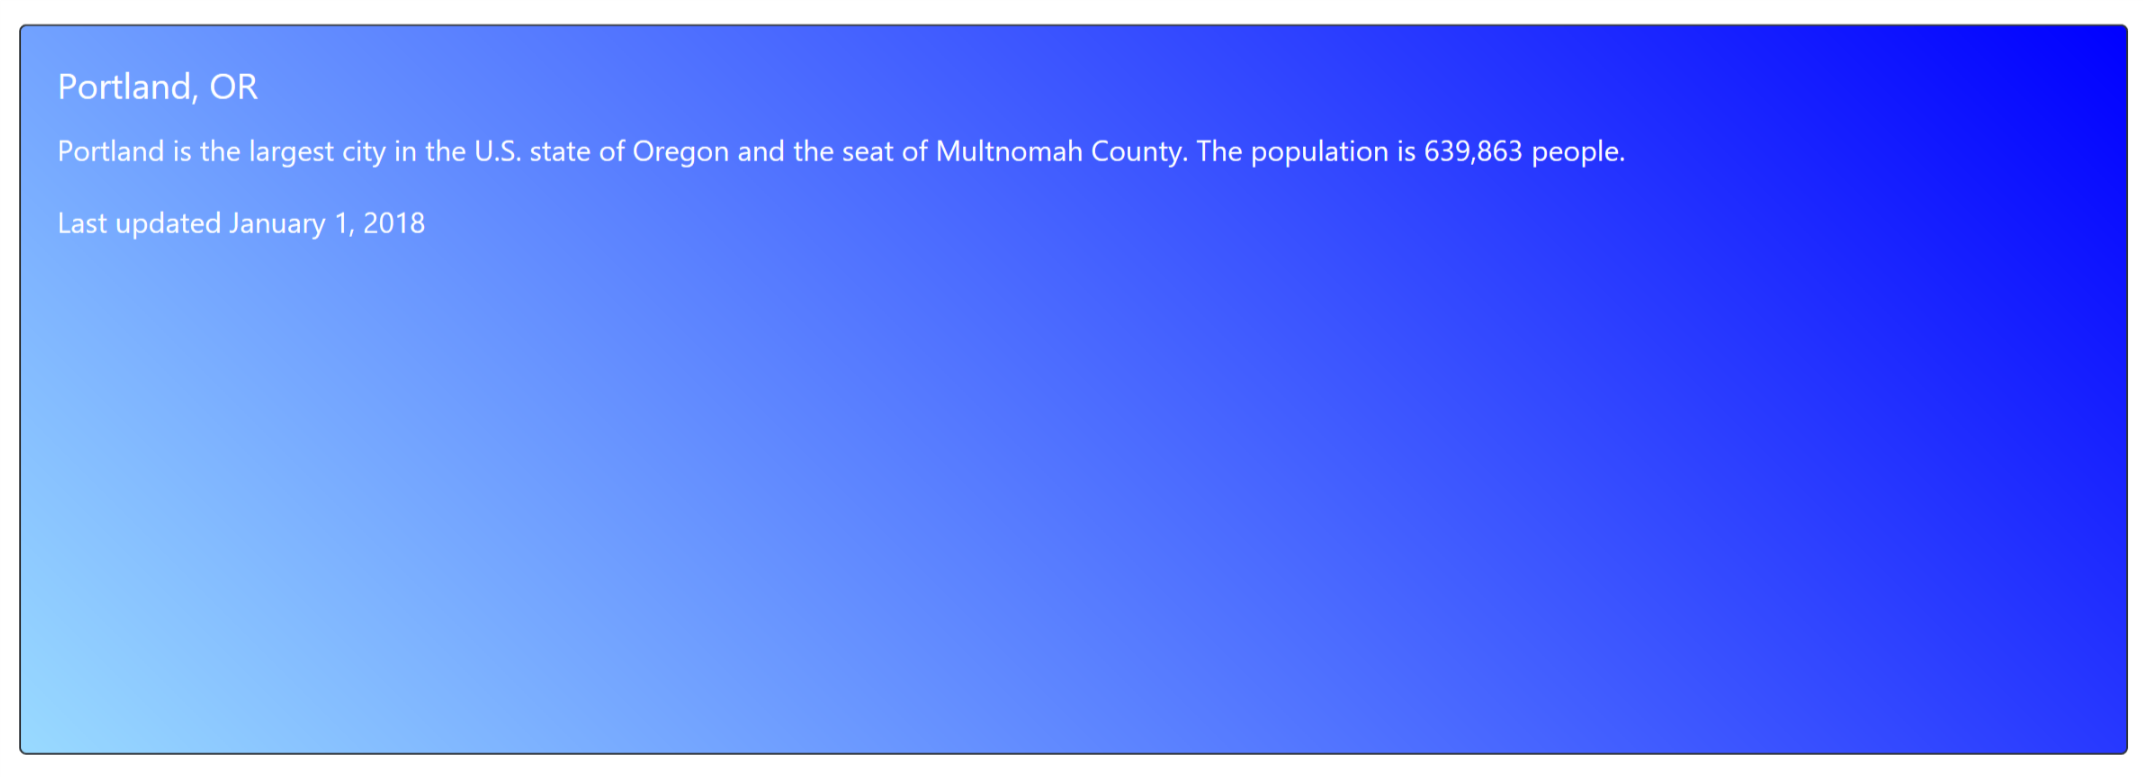 Portland, OR
Portland is the largest city in the U.S. state of Oregon and the seat of Multnomah County. The population is 639,863 people.
Last updated January 1, 2018